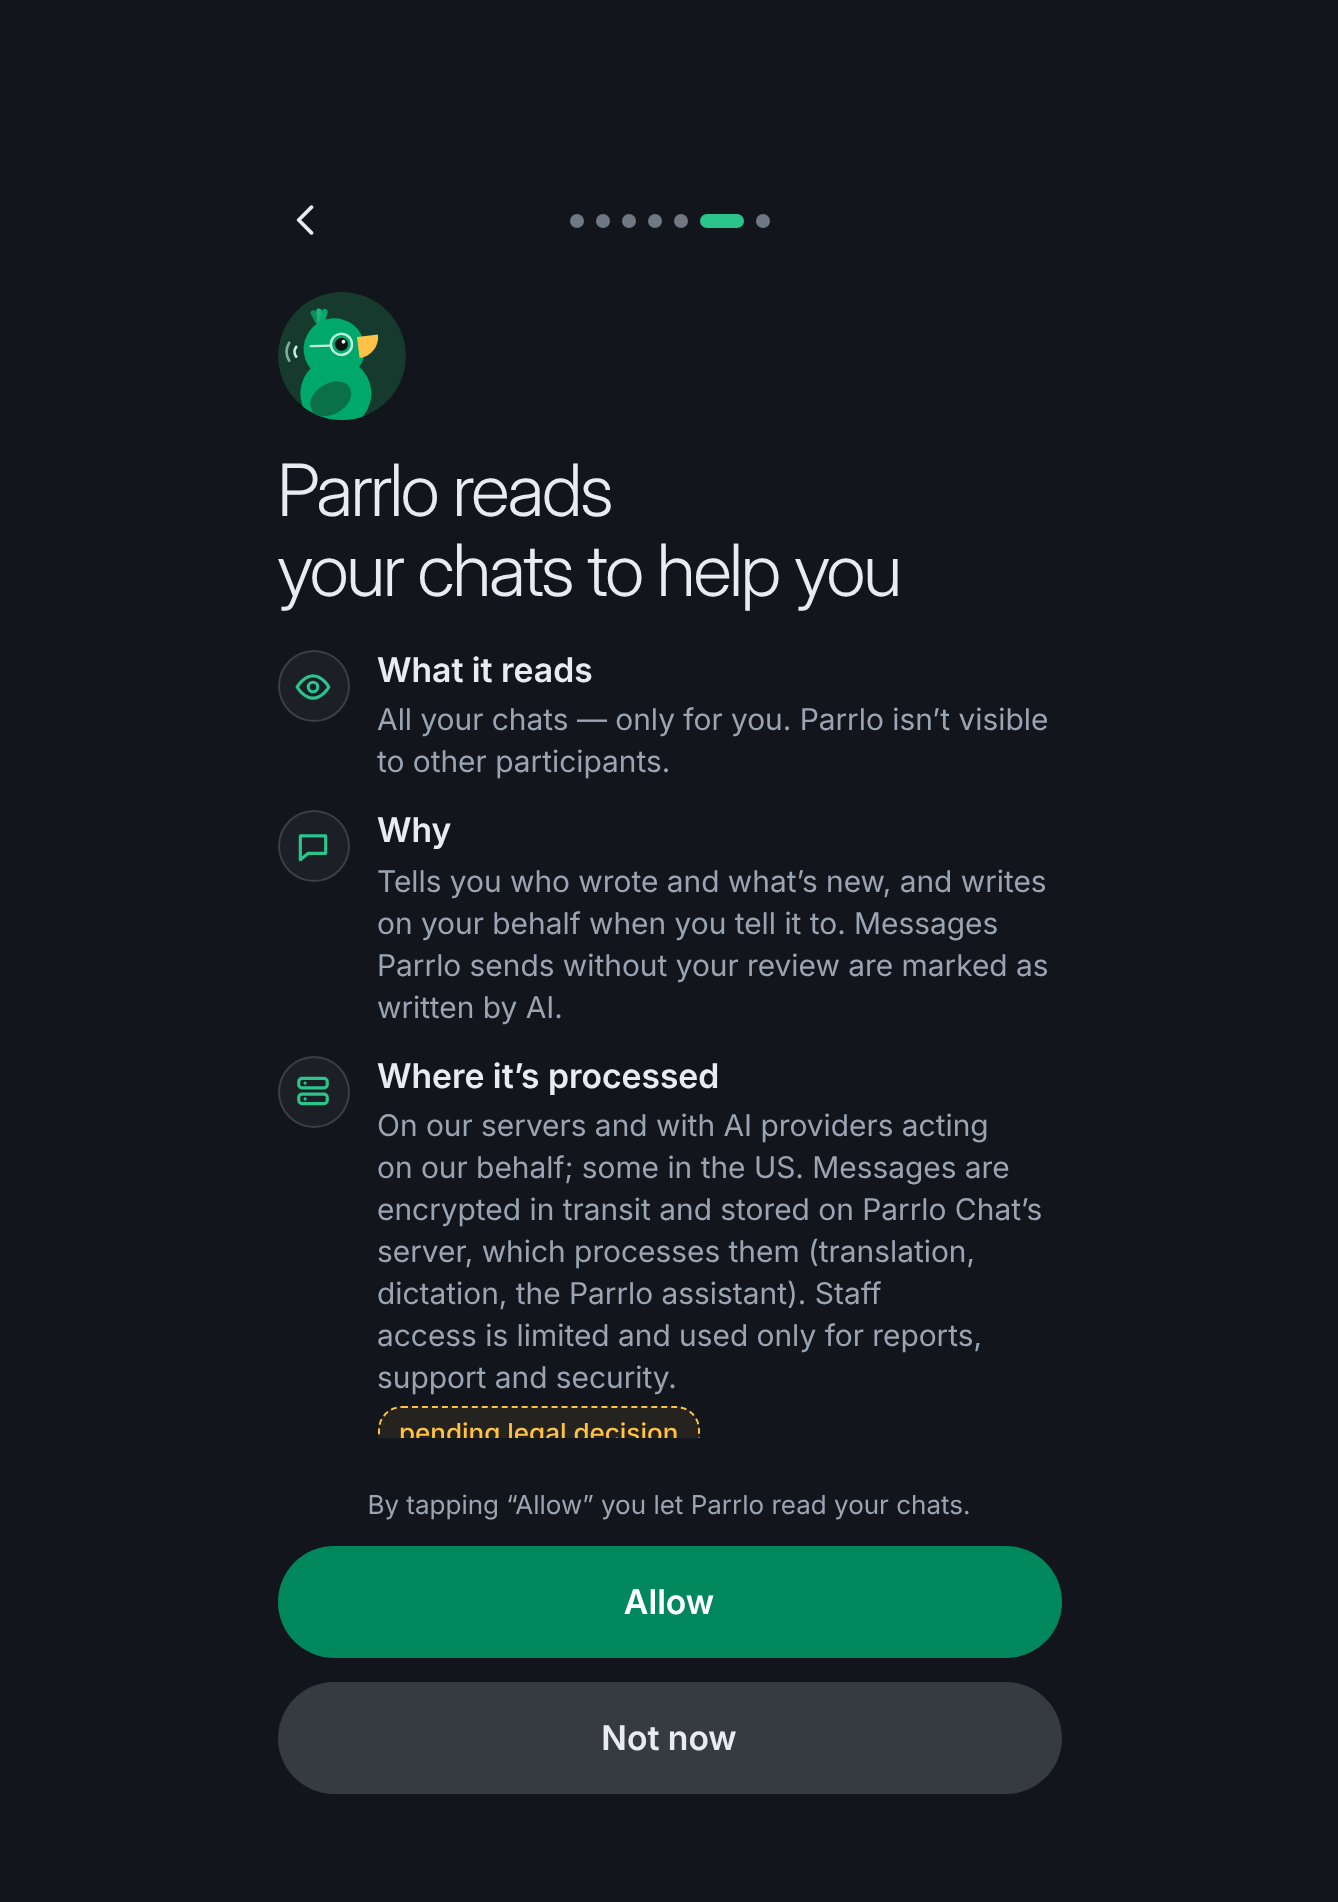 Parrlo reads
your chats to help you
What it reads
All your chats — only for you. Parrlo isn’t visible
to other participants.
Why
Tells you who wrote and what’s new, and writes
on your behalf when you tell it to. Messages
Parrlo sends without your review are marked as
written by AI.
Where it’s processed
On our servers and with AI providers acting
on our behalf; some in the US. Messages are
encrypted in transit and stored on Parrlo Chat’s
server, which processes them (translation,
dictation, the Parrlo assistant). Staff
access is limited and used only for reports,
support and security.
pending legal decision
By tapping “Allow” you let Parrlo read your chats.
Allow
Not now